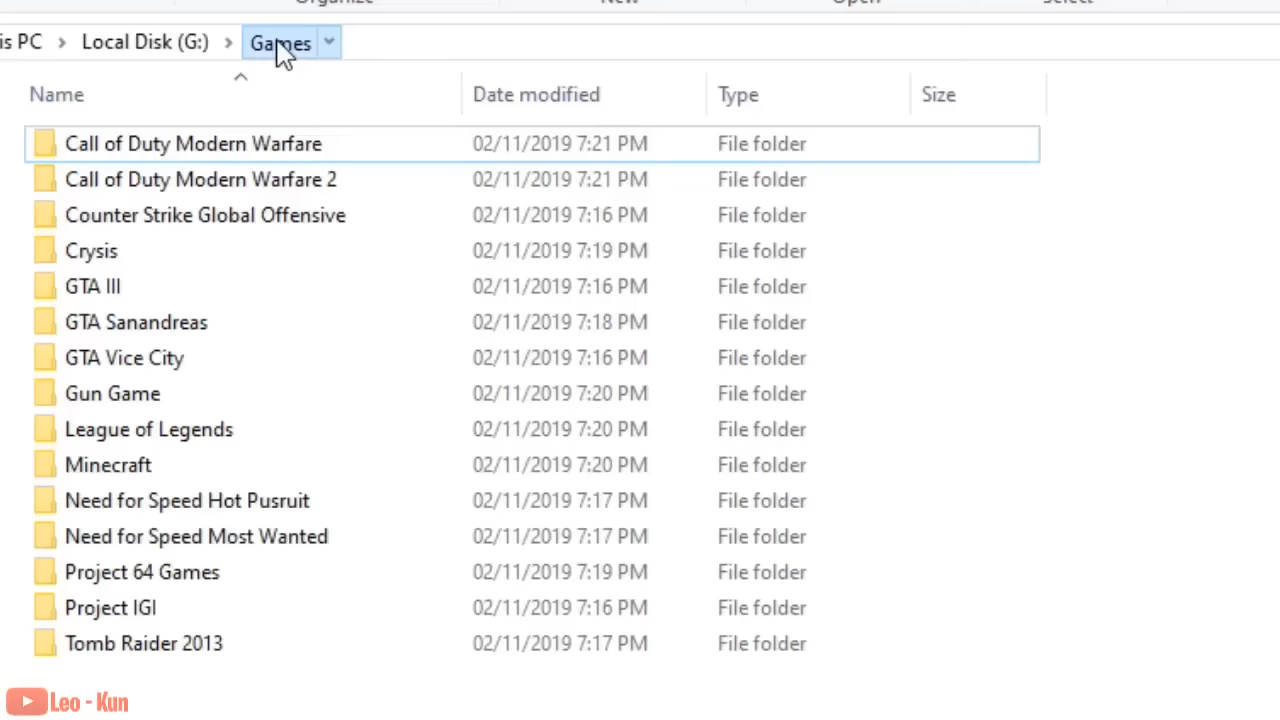 Organize New Open Select
is PC > Local Disk (G:) > Games
Name Date modified Type Size
Call of Duty Modern Warfare 02/11/2019 7:21 PM File folder
Call of Duty Modern Warfare 2 02/11/2019 7:21 PM File folder
Counter Strike Global Offensive 02/11/2019 7:16 PM File folder
Crysis 02/11/2019 7:19 PM File folder
GTA III 02/11/2019 7:16 PM File folder
GTA Sanandreas 02/11/2019 7:18 PM File folder
GTA Vice City 02/11/2019 7:16 PM File folder
Gun Game 02/11/2019 7:20 PM File folder
League of Legends 02/11/2019 7:20 PM File folder
Minecraft 02/11/2019 7:20 PM File folder
Need for Speed Hot Pusruit 02/11/2019 7:17 PM File folder
Need for Speed Most Wanted 02/11/2019 7:17 PM File folder
Project 64 Games 02/11/2019 7:19 PM File folder
Project IGI 02/11/2019 7:16 PM File folder
Tomb Raider 2013 02/11/2019 7:17 PM File folder
Leo - Kun